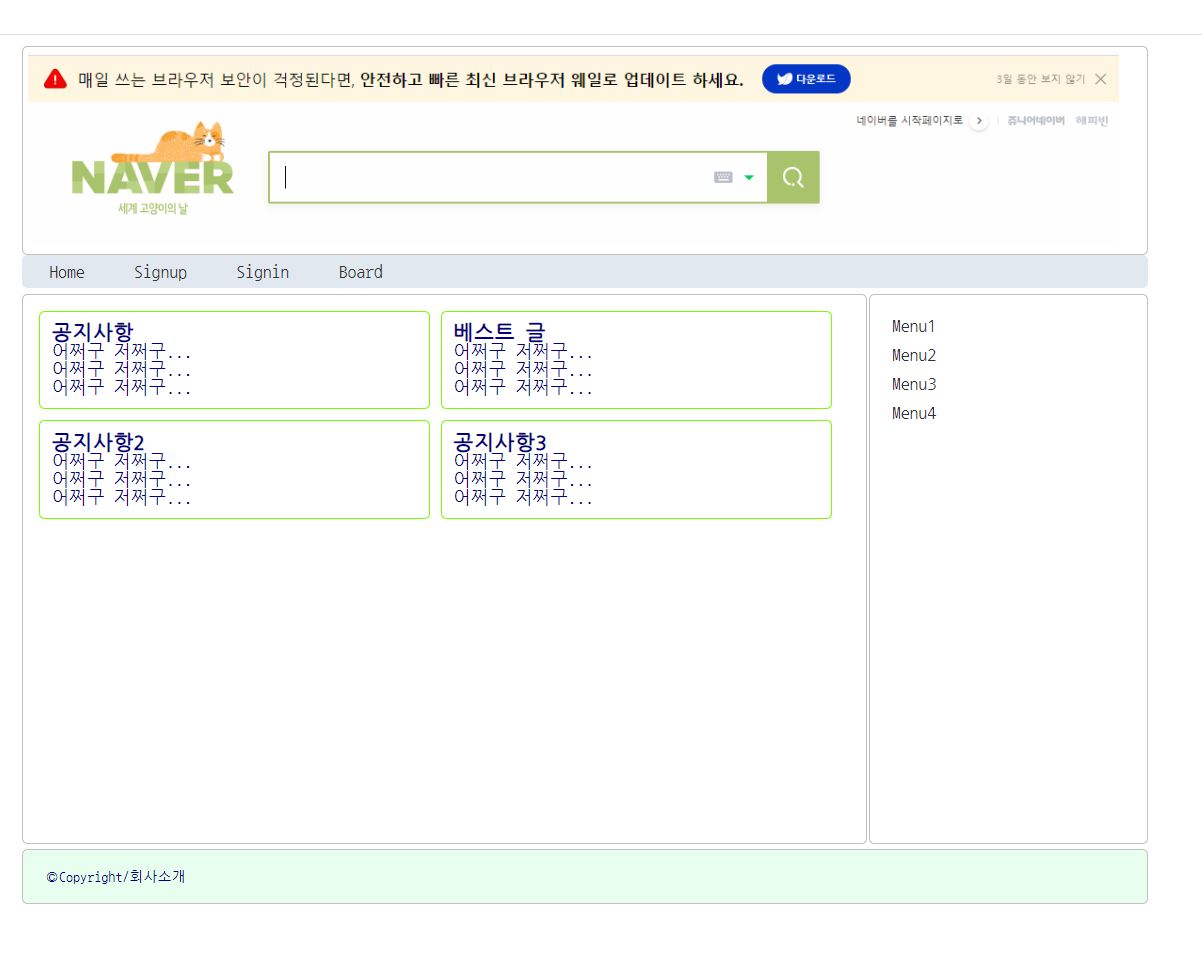 매일 쓰는 브라우저 보안이 걱정된다면, 안전하고 빠른 최신 브라우저 웨일로 업데이트 하세요. 다운로드 3일 동안 보지 않기
네이버를 시작페이지로 쥬니어네이버 해피빈
NAVER
세계 고양이의 날
Home Signup Signin Board
공지사항
어쩌구 저쩌구...
어쩌구 저쩌구...
어쩌구 저쩌구...
베스트 글
어쩌구 저쩌구...
어쩌구 저쩌구...
어쩌구 저쩌구...
공지사항2
어쩌구 저쩌구...
어쩌구 저쩌구...
어쩌구 저쩌구...
공지사항3
어쩌구 저쩌구...
어쩌구 저쩌구...
어쩌구 저쩌구...
Menu1
Menu2
Menu3
Menu4
©Copyright/회사소개